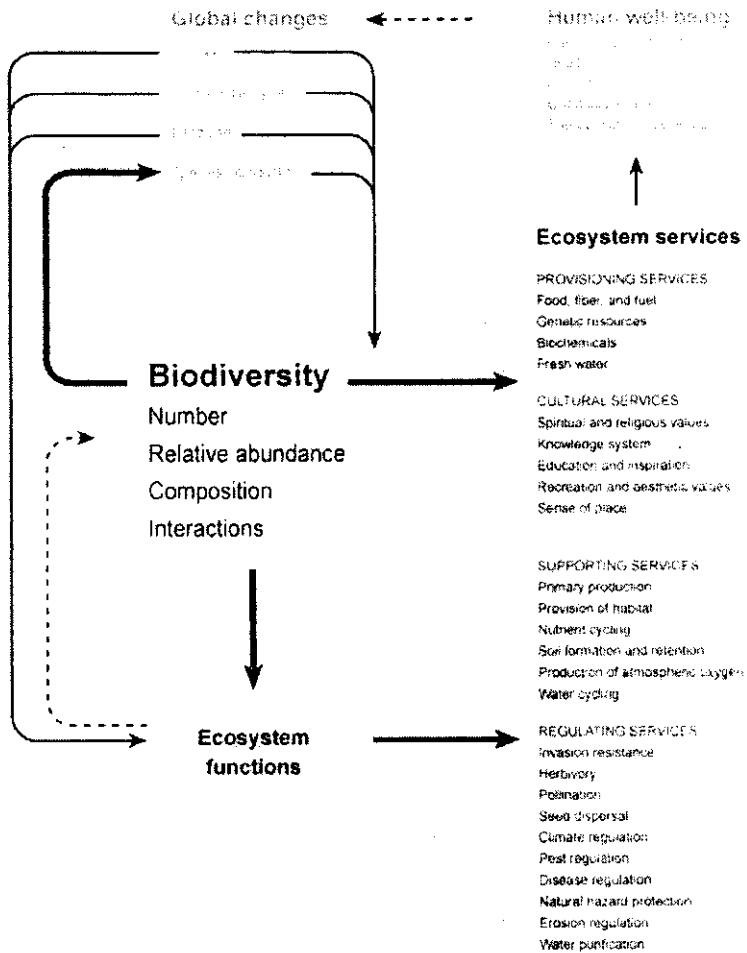 Global changes
Human well-being
Ecosystem services
PROVISIONING SERVICES
Food, fiber, and fuel
Genetic resources
Biochemicals
Fresh water
Biodiversity
Number
Relative abundance
Composition
Interactions
CULTURAL SERVICES
Spiritual and religious values
Knowledge system
Education and inspiration
Recreation and aesthetic values
Sense of place
SUPPORTING SERVICES
Primary production
Provision of habitat
Nutrient cycling
Soil formation and retention
Production of atmospheric oxygen
Water cycling
Ecosystem
functions
REGULATING SERVICES
Invasion resistance
Herbivory
Pollination
Seed dispersal
Climate regulation
Pest regulation
Disease regulation
Natural hazard protection
Erosion regulation
Water purification